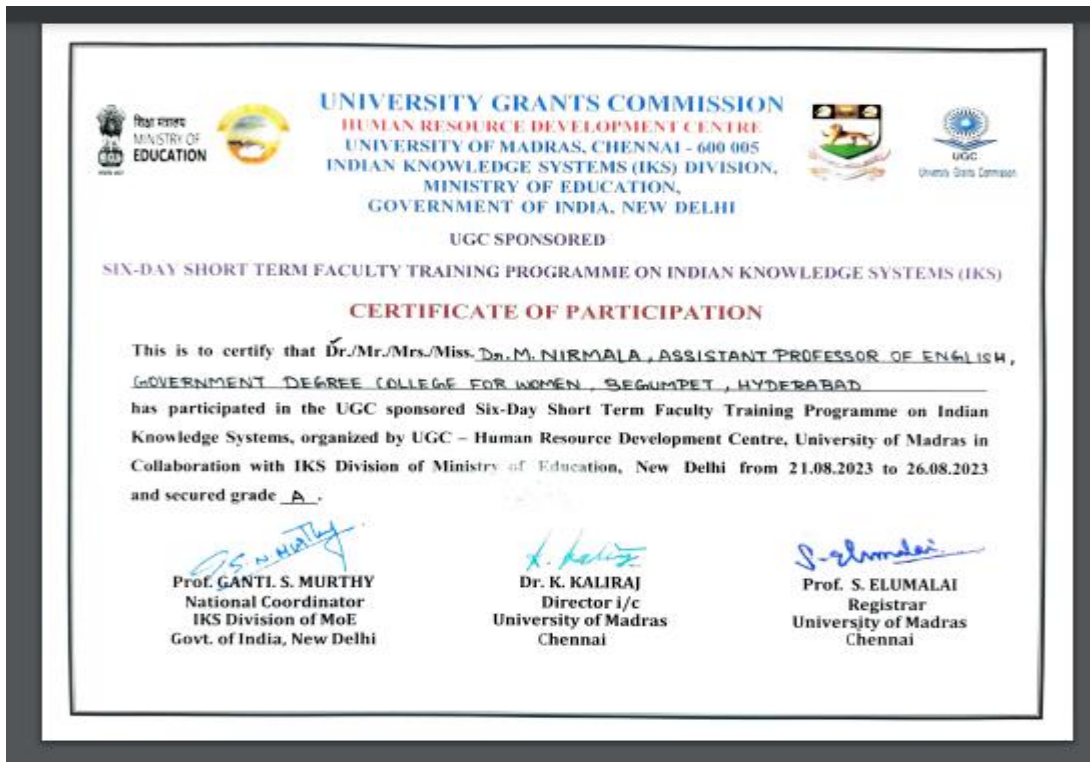 शिक्षा मंत्रालय
MINISTRY OF
EDUCATION
UNIVERSITY GRANTS COMMISSION
HUMAN RESOURCE DEVELOPMENT CENTRE
UNIVERSITY OF MADRAS, CHENNAI - 600 005
INDIAN KNOWLEDGE SYSTEMS (IKS) DIVISION,
MINISTRY OF EDUCATION,
GOVERNMENT OF INDIA, NEW DELHI
UGC
University Grants Commission
UGC SPONSORED
SIX-DAY SHORT TERM FACULTY TRAINING PROGRAMME ON INDIAN KNOWLEDGE SYSTEMS (IKS)
CERTIFICATE OF PARTICIPATION
This is to certify that Dr./Mr./Mrs./Miss. Dr. M. NIRMALA, ASSISTANT PROFESSOR OF ENGLISH,
GOVERNMENT DEGREE COLLEGE FOR WOMEN, BEGUMPET, HYDERABAD
has participated in the UGC sponsored Six-Day Short Term Faculty Training Programme on Indian
Knowledge Systems, organized by UGC – Human Resource Development Centre, University of Madras in
Collaboration with IKS Division of Ministry of Education, New Delhi from 21.08.2023 to 26.08.2023
and secured grade A.
G.S.N. Murthy
K. Kaliraj
S. Elumalai
Prof. GANTI. S. MURTHY
National Coordinator
IKS Division of MoE
Govt. of India, New Delhi
Dr. K. KALIRAJ
Director i/c
University of Madras
Chennai
Prof. S. ELUMALAI
Registrar
University of Madras
Chennai